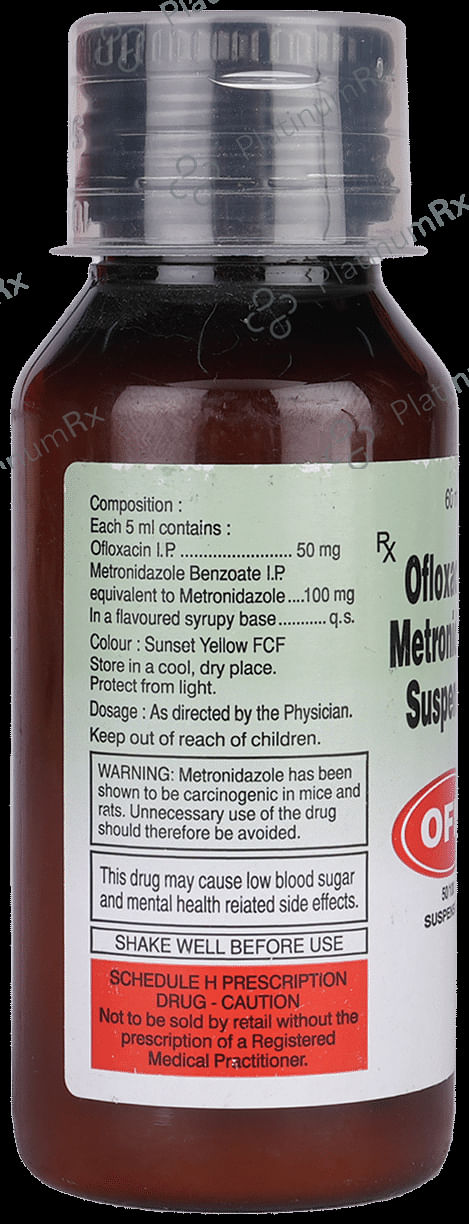 Composition :
Each 5 ml contains :
Ofloxacin I.P. ........................ 50 mg
Metronidazole Benzoate I.P.
equivalent to Metronidazole ....100 mg
In a flavoured syrupy base ........... q.s.
Colour : Sunset Yellow FCF
Store in a cool, dry place.
Protect from light.
Dosage : As directed by the Physician.
Keep out of reach of children.
WARNING: Metronidazole has been
shown to be carcinogenic in mice and
rats. Unnecessary use of the drug
should therefore be avoided.
This drug may cause low blood sugar
and mental health reiated side effects.
SHAKE WELL BEFORE USE
SCHEDULE H PRESCRIPTION
DRUG - CAUTION
Not to be sold by retail without the
prescription of a Registered
Medical Practitioner.
Rx
PlatinumRx
PlatinumRx
PlatinumRx